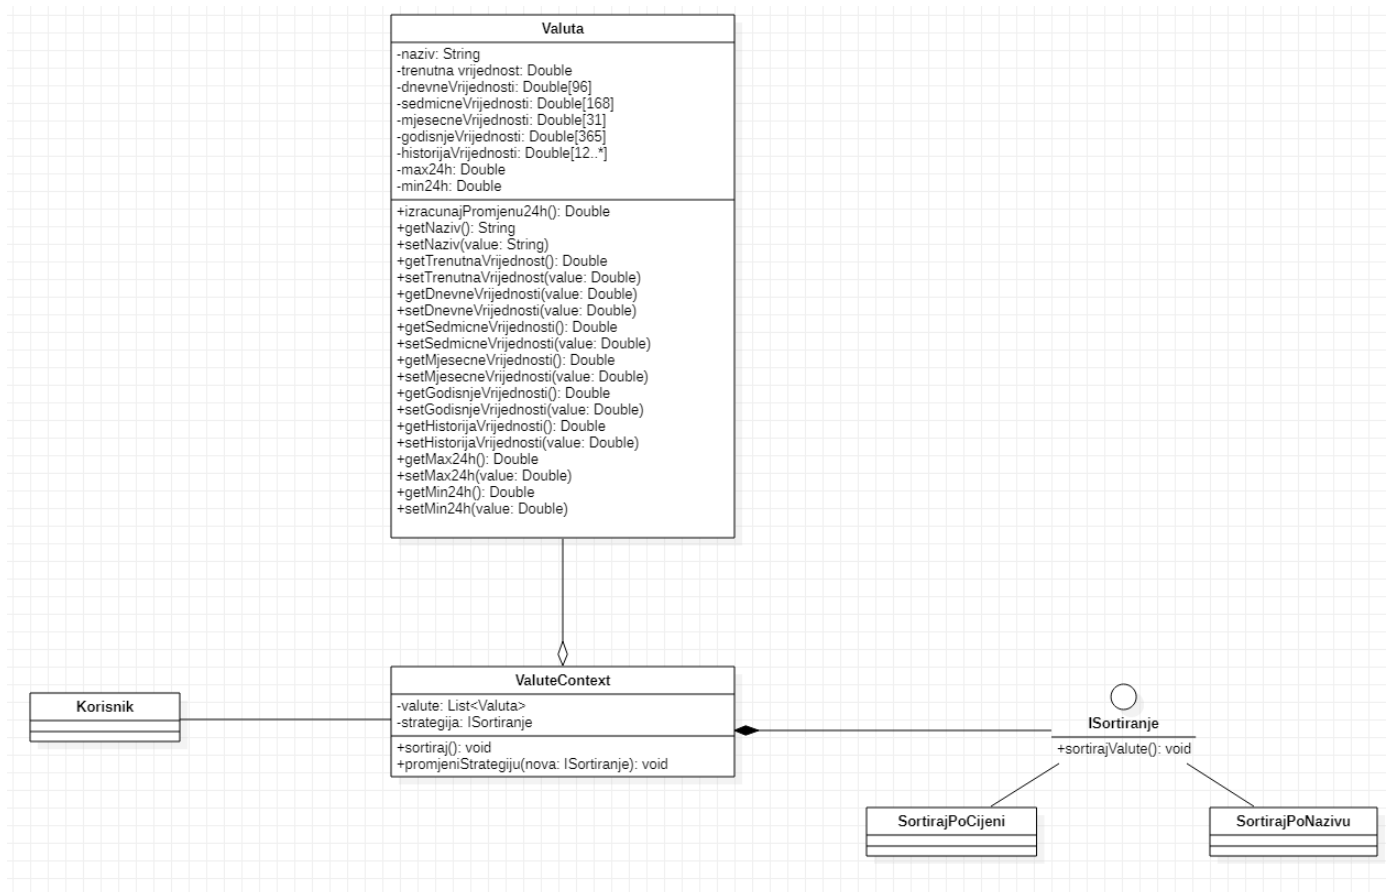 Valuta
-naziv: String
-trenutna vrijednost: Double
-dnevneVrijednosti: Double[96]
-sedmicneVrijednosti: Double[168]
-mjesecneVrijednosti: Double[31]
-godisnjeVrijednosti: Double[365]
-historijaVrijednosti: Double[12..*]
-max24h: Double
-min24h: Double
+izracunajPromjenu24h(): Double
+getNaziv(): String
+setNaziv(value: String)
+getTrenutnaVrijednost(): Double
+setTrenutnaVrijednost(value: Double)
+getDnevneVrijednosti(value: Double)
+setDnevneVrijednosti(value: Double)
+getSedmicneVrijednosti(): Double
+setSedmicneVrijednosti(value: Double)
+getMjesecneVrijednosti(): Double
+setMjesecneVrijednosti(value: Double)
+getGodisnjeVrijednosti(): Double
+setGodisnjeVrijednosti(value: Double)
+getHistorijaVrijednosti(): Double
+setHistorijaVrijednosti(value: Double)
+getMax24h(): Double
+setMax24h(value: Double)
+getMin24h(): Double
+setMin24h(value: Double)
Korisnik
ValuteContext
-valute: List<Valuta>
-strategija: ISortiranje
+sortiraj(): void
+promjeniStrategiju(nova: ISortiranje): void
ISortiranje
+sortirajValute(): void
SortirajPoCijeni
SortirajPoNazivu